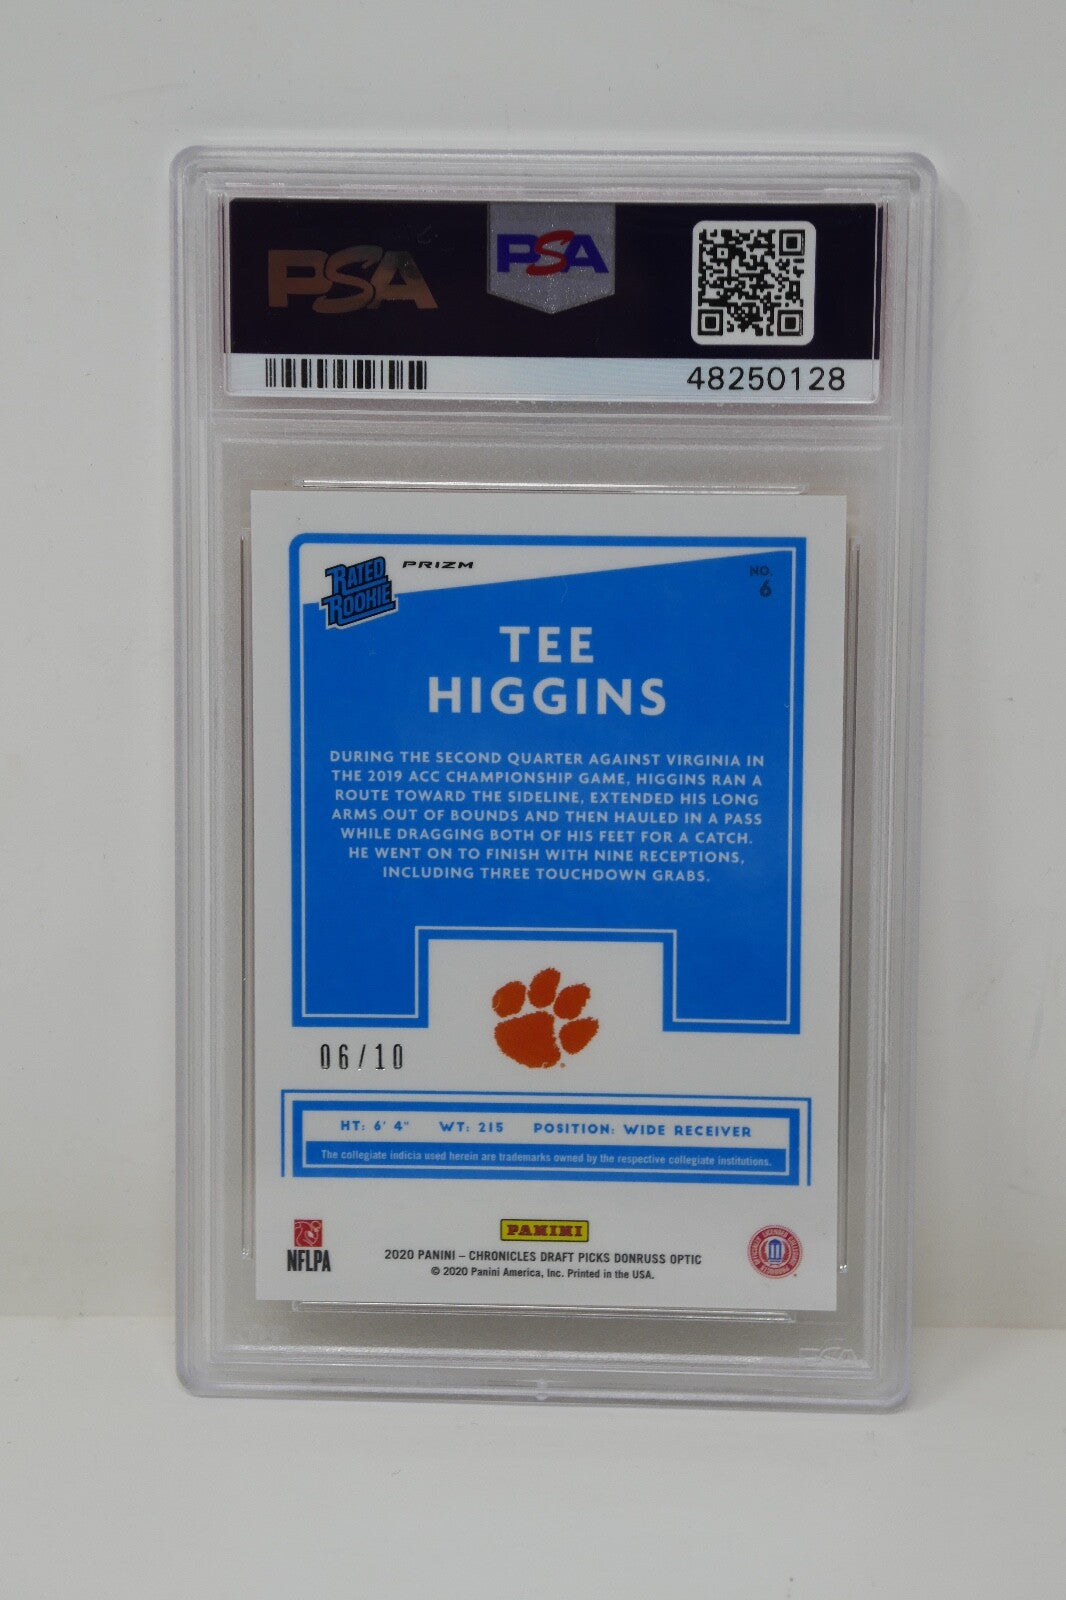 PSA PSA
48250128
RATED ROOKIE PRIZM NO. 6
TEE
HIGGINS
DURING THE SECOND QUARTER AGAINST VIRGINIA IN
THE 2019 ACC CHAMPIONSHIP GAME, HIGGINS RAN A
ROUTE TOWARD THE SIDELINE, EXTENDED HIS LONG
ARMS OUT OF BOUNDS AND THEN HAULED IN A PASS
WHILE DRAGGING BOTH OF HIS FEET FOR A CATCH.
HE WENT ON TO FINISH WITH NINE RECEPTIONS,
INCLUDING THREE TOUCHDOWN GRABS.
06/10
HT: 6' 4" WT: 215 POSITION: WIDE RECEIVER
The collegiate indicia used herein are trademarks owned by the respective collegiate institutions.
PANINI
NFLPA
2020 PANINI – CHRONICLES DRAFT PICKS DONRUSS OPTIC
© 2020 Panini America, Inc. Printed in the USA.
OFFICIALLY LICENSED COLLEGIATE PRODUCTS
PSA